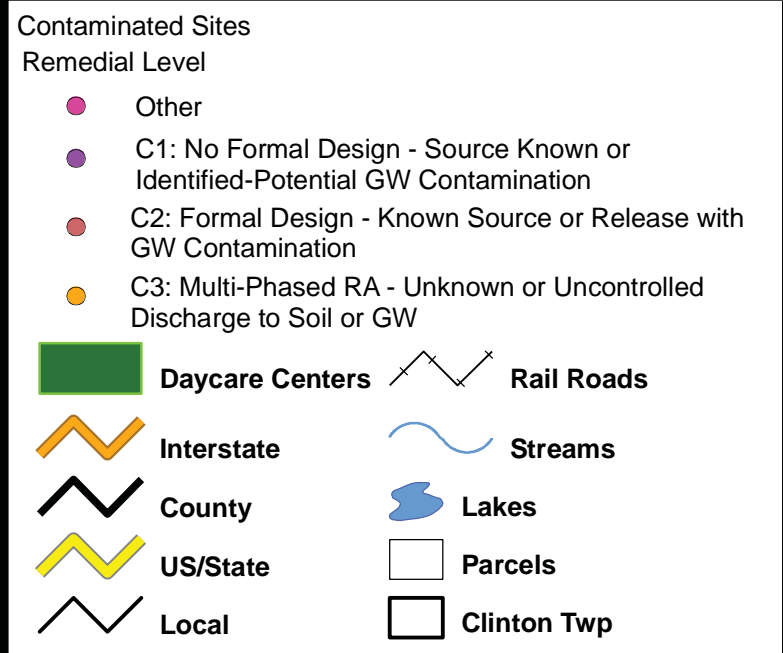 Contaminated Sites
Remedial Level
Other
C1: No Formal Design - Source Known or
Identified-Potential GW Contamination
C2: Formal Design - Known Source or Release with
GW Contamination
C3: Multi-Phased RA - Unknown or Uncontrolled
Discharge to Soil or GW
Daycare Centers
Rail Roads
Interstate
Streams
County
Lakes
US/State
Parcels
Local
Clinton Twp